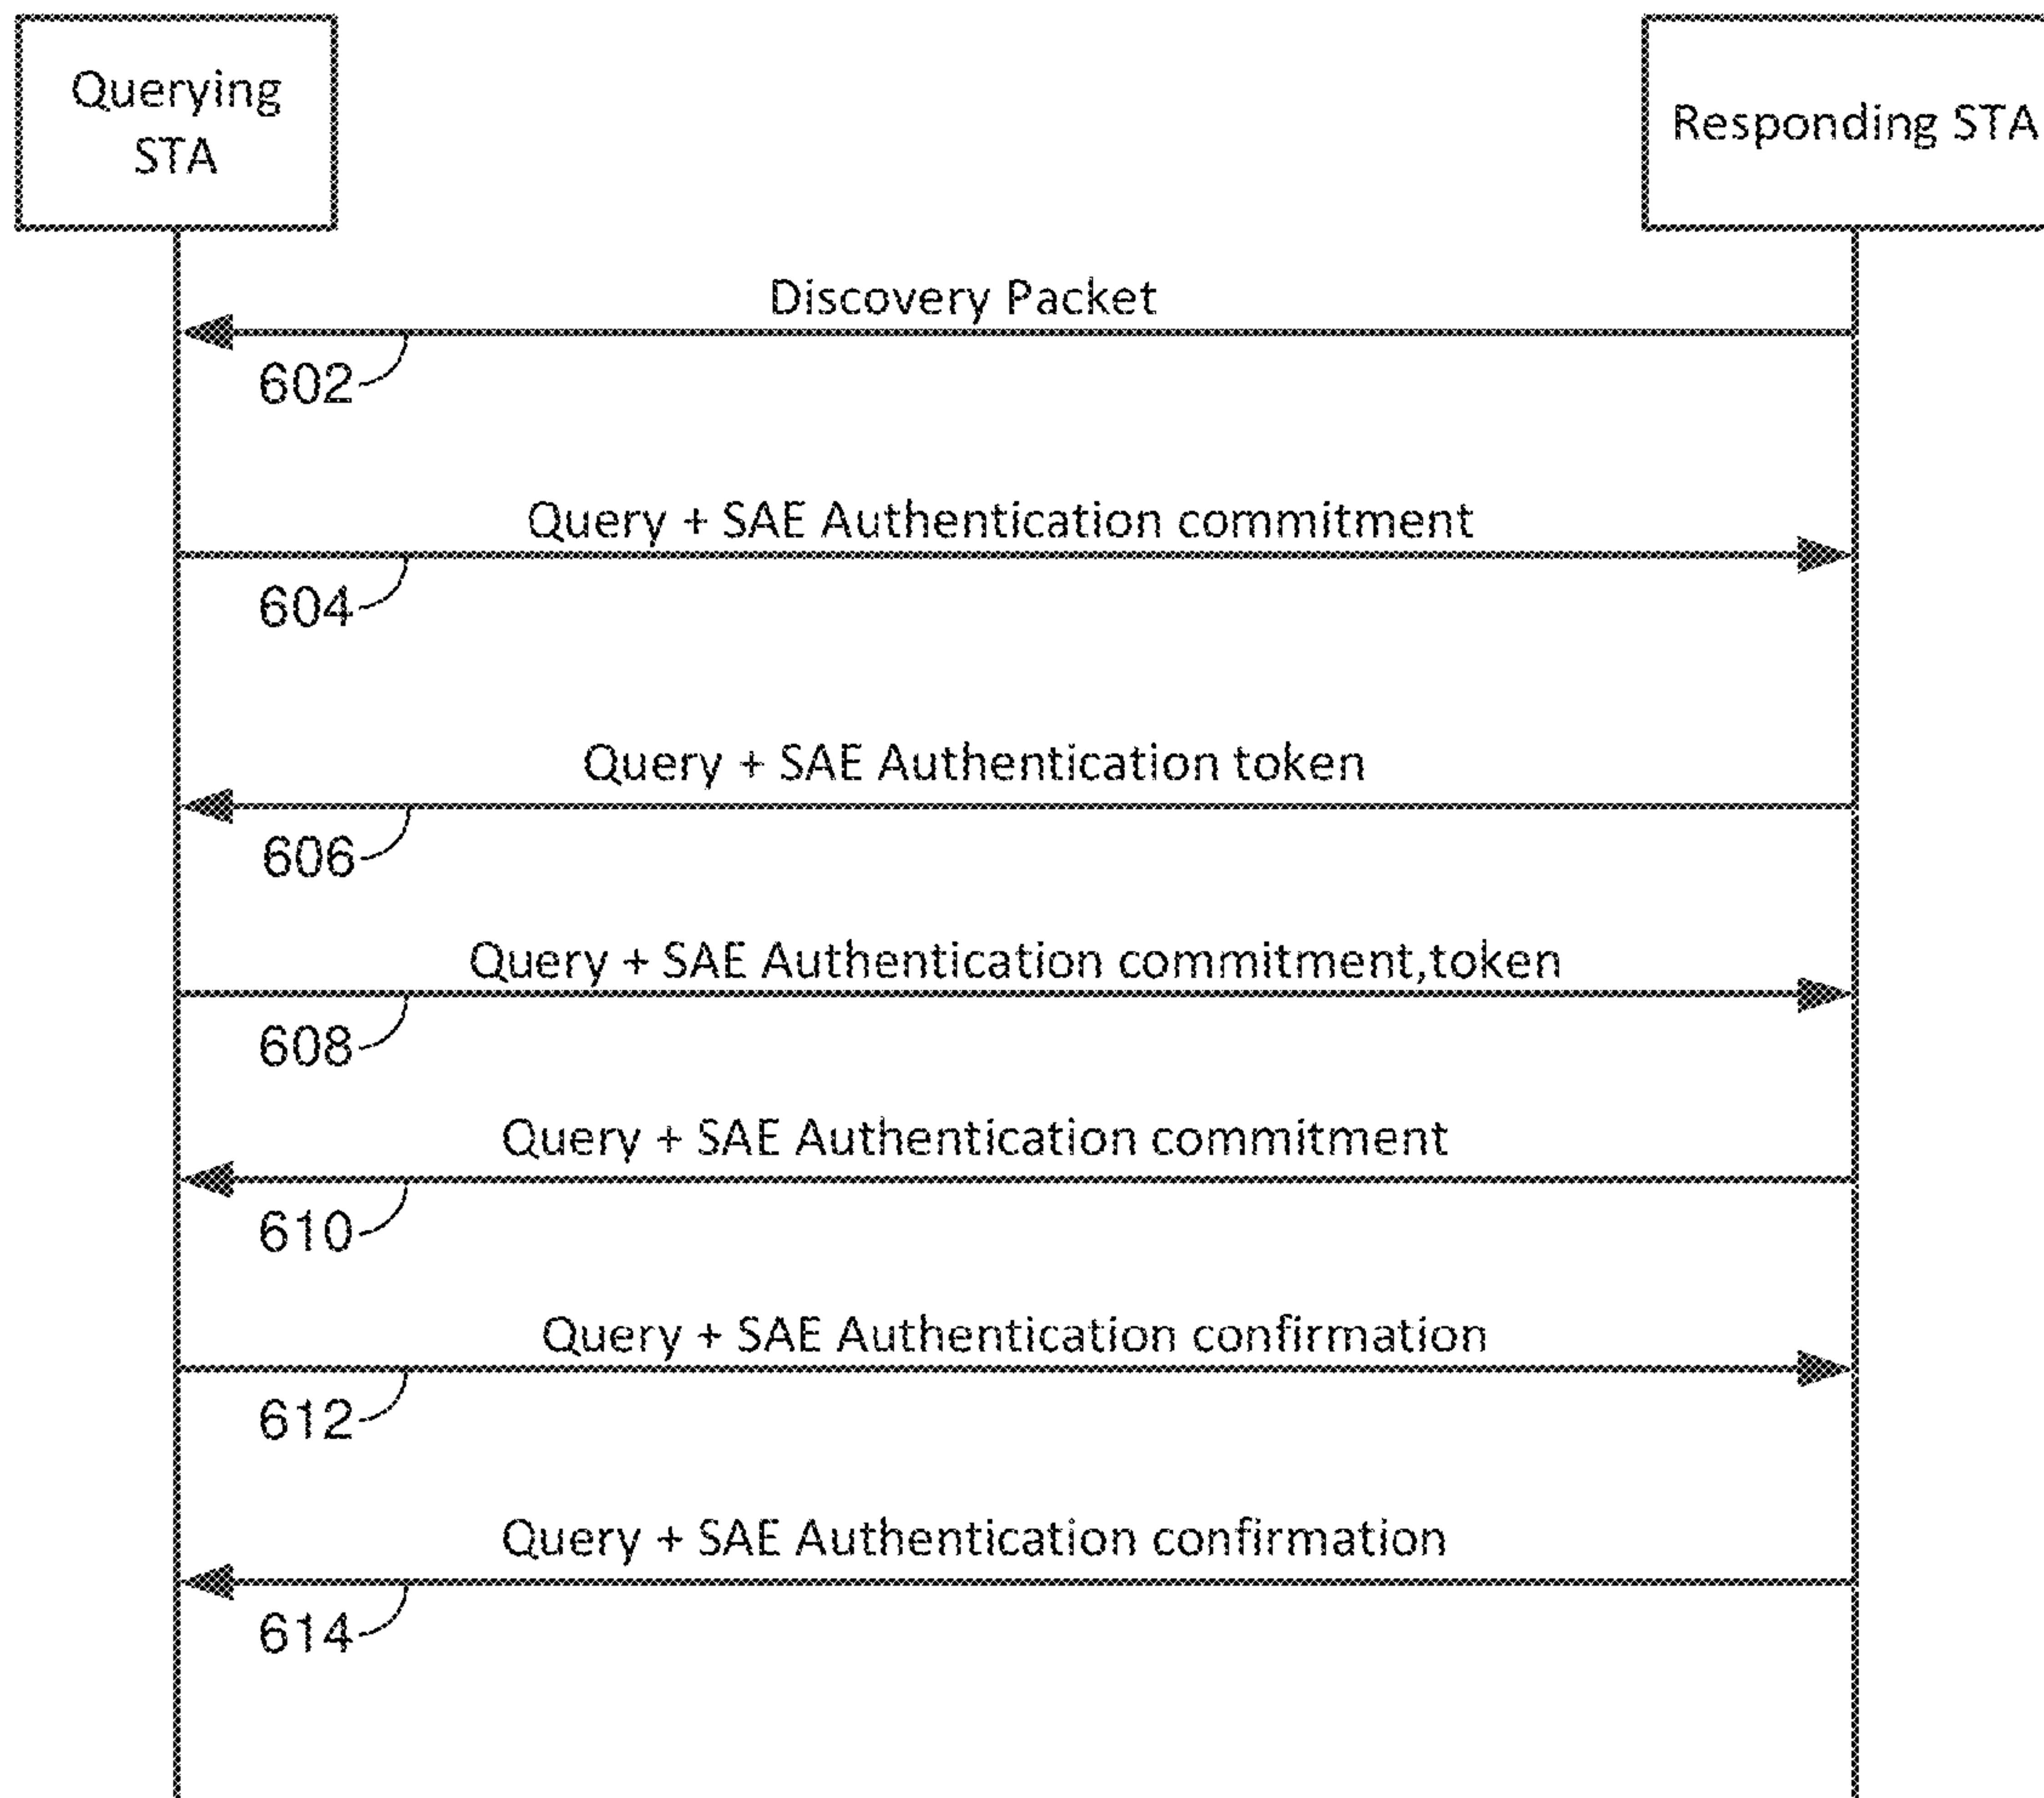 Querying
STA
Responding STA
Discovery Packet
602
Query + SAE Authentication commitment
604
Query + SAE Authentication token
606
Query + SAE Authentication commitment,token
608
Query + SAE Authentication commitment
610
Query + SAE Authentication confirmation
612
Query + SAE Authentication confirmation
614